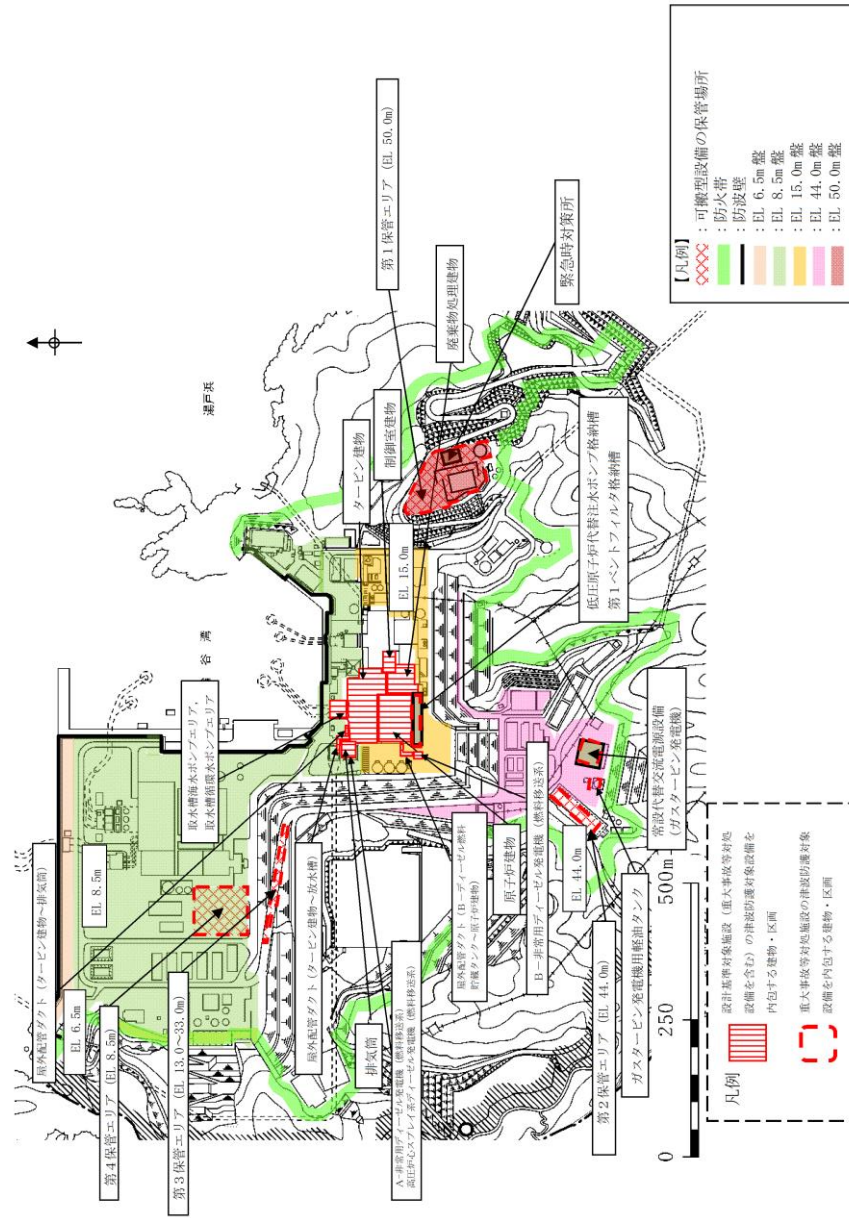 湯戸浜
谷湾
取水槽海水ポンプエリア、
取水槽循環水ポンプエリア
屋外配管ダクト（タービン建物～排気筒）
EL 6.5m
EL 8.5m
第4保管エリア (EL 8.5m)
第3保管エリア (EL 13.0～33.0m)
タービン建物
制御室建物
EL 15.0m
第1保管エリア (EL 50.0m)
廃棄物処理建物
緊急時対策所
屋外配管ダクト（タービン建物～放水槽）
排気筒
A-非常用ディーゼル発電機（燃料移送系）
高圧炉心スプレイ系ディーゼル発電機（燃料移送系）
屋外配管ダクト（B-ディーゼル燃料
貯蔵タンク～原子炉建物）
原子炉建物
B-非常用ディーゼル発電機（燃料移送系）
EL 44.0m
第2保管エリア (EL 44.0m)
ガスタービン発電機用軽油タンク
常設代替交流電源設備
（ガスタービン発電機）
低圧原子炉代替注水ポンプ格納槽
第1ベントフィルタ格納槽
0 250 500m
凡例
設計基準対象施設（重大事故等対処
設備を含む）の津波防護対象設備を
内包する建物・区画
重大事故等対処施設の津波防護対象
設備を内包する建物・区画
【凡例】
：可搬型設備の保管場所
：防火帯
：防波壁
：EL 6.5m盤
：EL 8.5m盤
：EL 15.0m盤
：EL 44.0m盤
：EL 50.0m盤